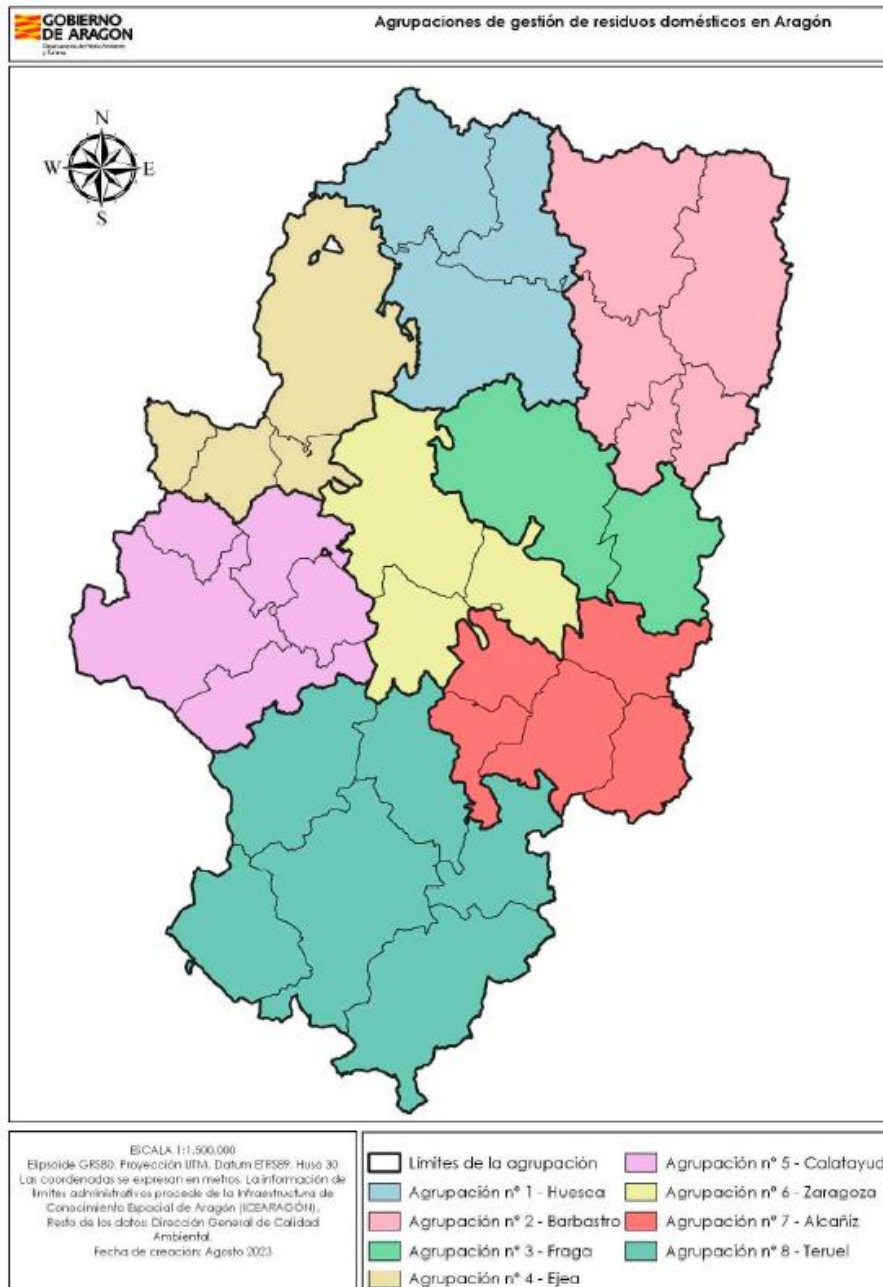 GOBIERNO
DE ARAGON
Departamento de Medio Ambiente
y Turismo
Agrupaciones de gestión de residuos domésticos en Aragón
N
W
E
S
ESCALA 1:1.500.000
Elipsoide GRS80. Proyección UTM. Datum ETRS89. Huso 30
Las coordenadas se expresan en metros. La información de
límites administrativos procede de la Infraestructura de
Conocimiento Espacial de Aragón (ICEARAGÓN).
Resto de los datos: Dirección General de Calidad
Ambiental.
Fecha de creación: Agosto 2023
Límites de la agrupación
Agrupación nº 1 - Huesca
Agrupación nº 2 - Barbastro
Agrupación nº 3 - Fraga
Agrupación nº 4 - Ejea
Agrupación nº 5 - Calatayud
Agrupación nº 6 - Zaragoza
Agrupación nº 7 - Alcañiz
Agrupación nº 8 - Teruel